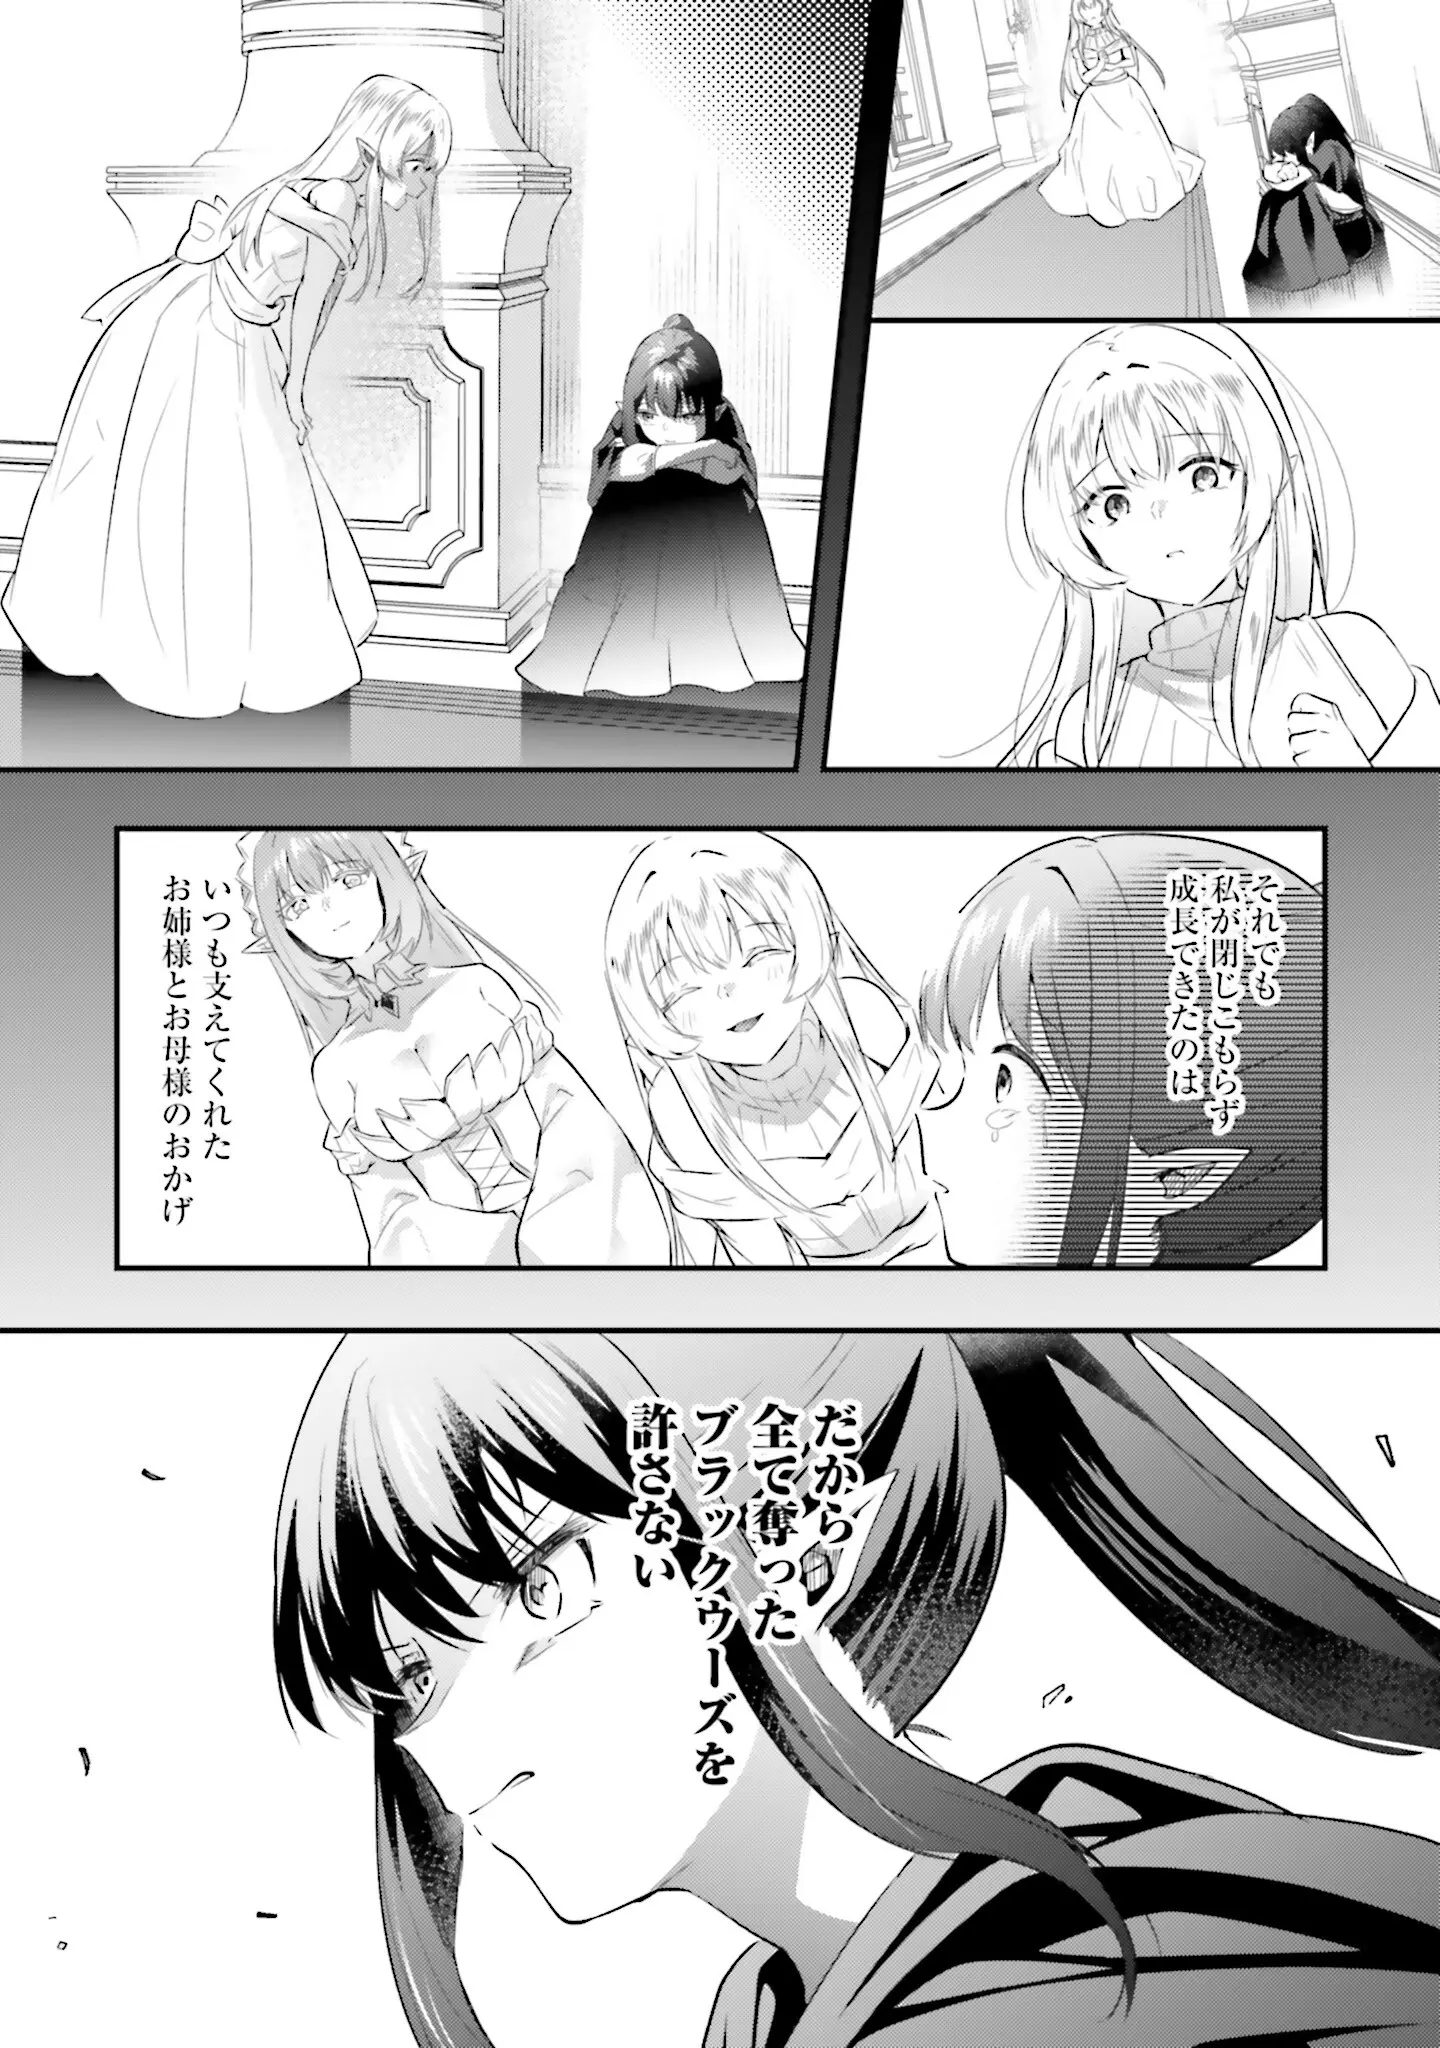 それでも
私が閉じこもらず
成長できたのは
いつも支えてくれた
お姉様とお母様のおかげ
だから
全て奪った
ブラックウーズを
許さない